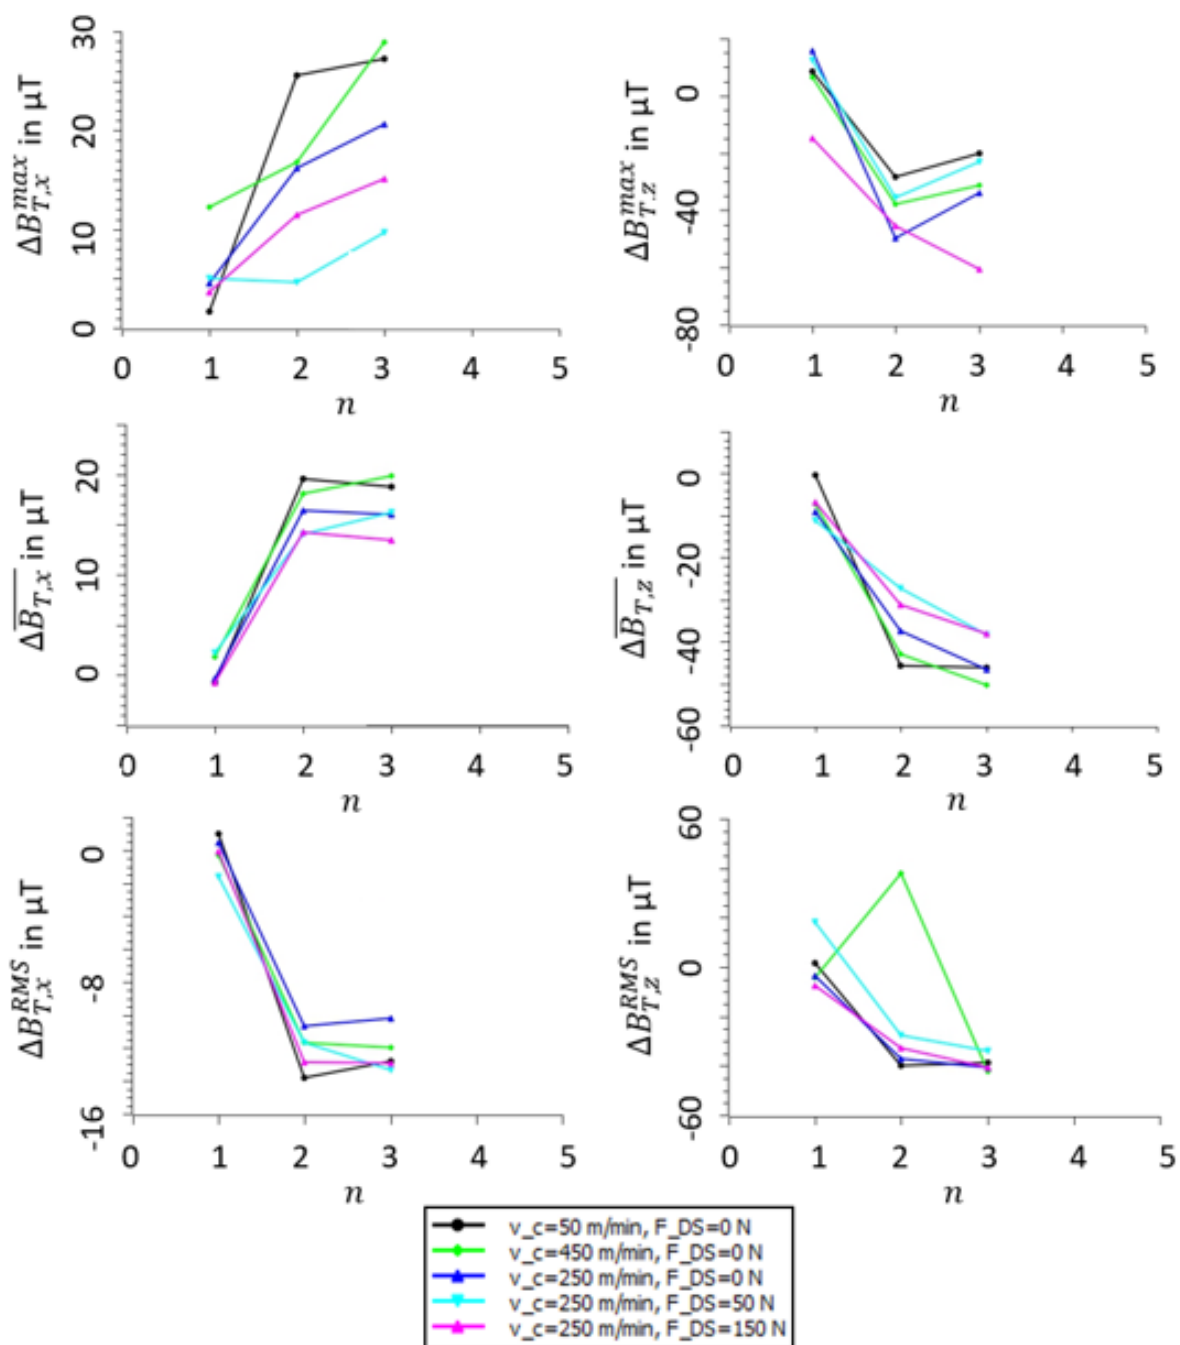 30
20
10
0
ΔB_{T,x}^{max} in µT
0 1 2 3 4 5
n
0
-40
-80
ΔB_{T.z}^{max} in µT
0 1 2 3 4 5
n
20
10
0
\overline{ΔB_{T,x}} in µT
0 1 2 3 4 5
n
0
-20
-40
-60
\overline{ΔB_{T,z}} in µT
0 1 2 3 4 5
n
0
-8
-16
ΔB_{T,x}^{RMS} in µT
0 1 2 3 4 5
n
60
0
-60
ΔB_{T,z}^{RMS} in µT
0 1 2 3 4 5
n
v_c=50 m/min, F_DS=0 N
v_c=450 m/min, F_DS=0 N
v_c=250 m/min, F_DS=0 N
v_c=250 m/min, F_DS=50 N
v_c=250 m/min, F_DS=150 N